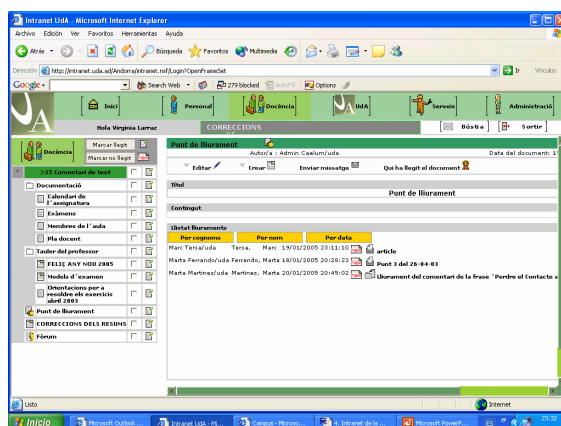 Intranet UdA - Microsoft Internet Explorer
Archivo Edición Ver Favoritos Herramientas Ayuda
Atrás Búsqueda Favoritos Multimedia
Dirección http://intranet.uda.ad/Andorra/intranet.nsf/Login?OpenFrameSet Ir Vínculos
Google Search Web 279 blocked AutoFill Options
UA Inici Personal Docència UdA Serveis Administració
Hola Virginia Larraz CORRECCIONS Bústia Sortir
Docència Marcar llegit
Marcar no llegit
>25 Comentari de text
Documentació
Calendari de
l'assignatura
Exàmens
Membres de l'aula
Pla docent
Tauler del professor
FELIÇ ANY NOU 2005
Models d'examen
Orientacions per a
resoldre els exercicis
abril 2003
Punt de lliurament
CORRECCIONS DELS RESUMS
Fòrum
Punt de lliurament
Autor/a : Admin Caelum/uda Data del document: 1
Editar Crear Enviar missatge Qui ha llegit el document
Títol
Punt de lliurament
Contingut
Llistat lliuraments
Per cognoms Per nom Per data
Marc Tersa/uda Tersa, Marc 19/01/2005 23:11:10 article
Marta Ferrando/uda Ferrando, Marta 18/01/2005 20:28:23 Punt 3 del 26-04-03
Marta Martinez/uda Martinez, Marta 20/01/2005 20:45:02 Lliurament del comentari de la frase "Perdre el Contacte a
Listo Internet
Inicio Microsoft Outlook ... Intranet UdA - Mi... Campus - Microso... 4. Intranet de la ... Microsoft PowerP... ES 23:32